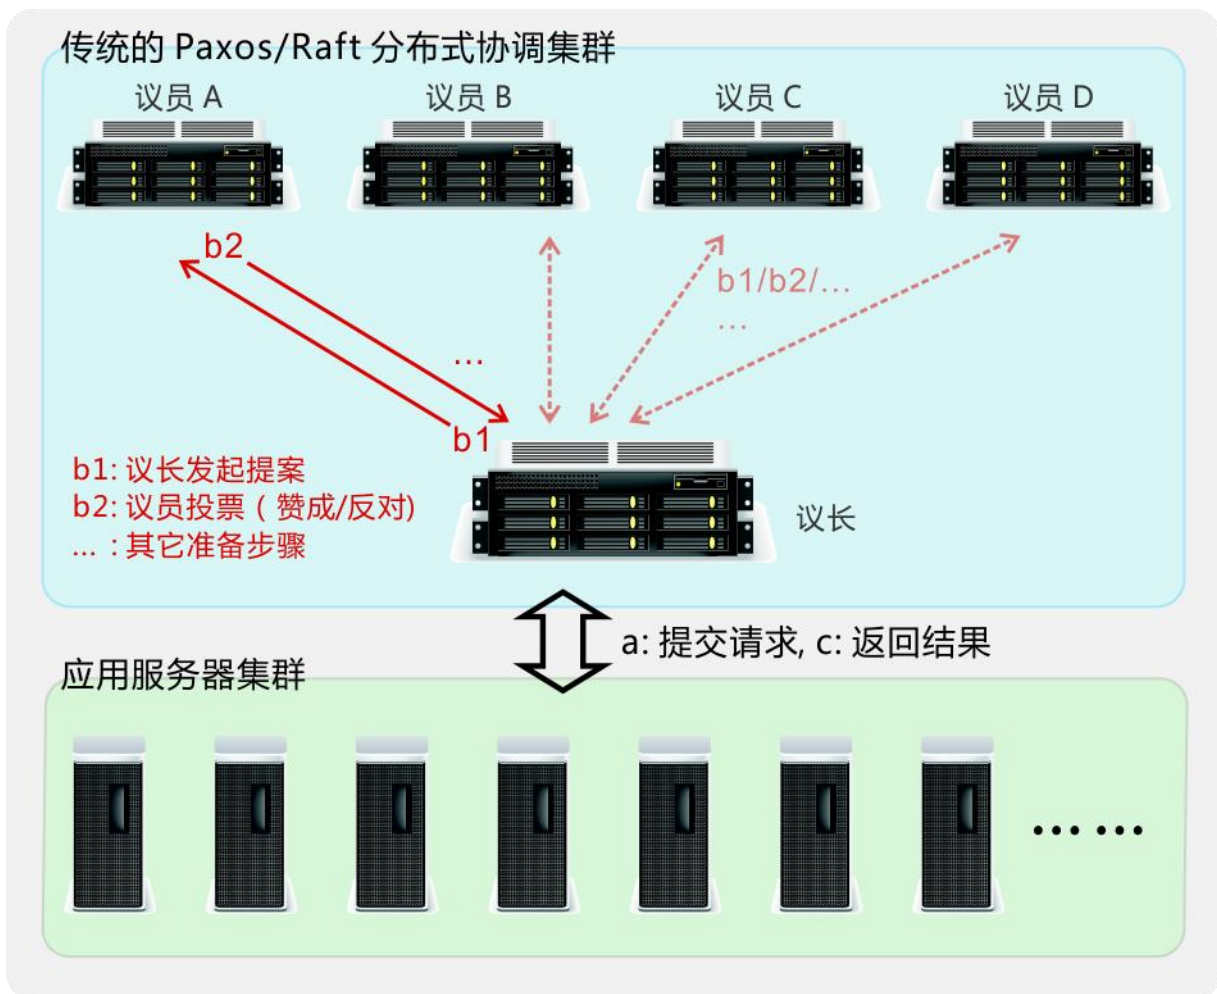 传统的 Paxos/Raft 分布式协调集群
议员 A
议员 B
议员 C
议员 D
b2
b1/b2/…
…
…
b1
b1: 议长发起提案
b2: 议员投票 ( 赞成/反对)
... : 其它准备步骤
议长
a: 提交请求, c: 返回结果
应用服务器集群
... ...